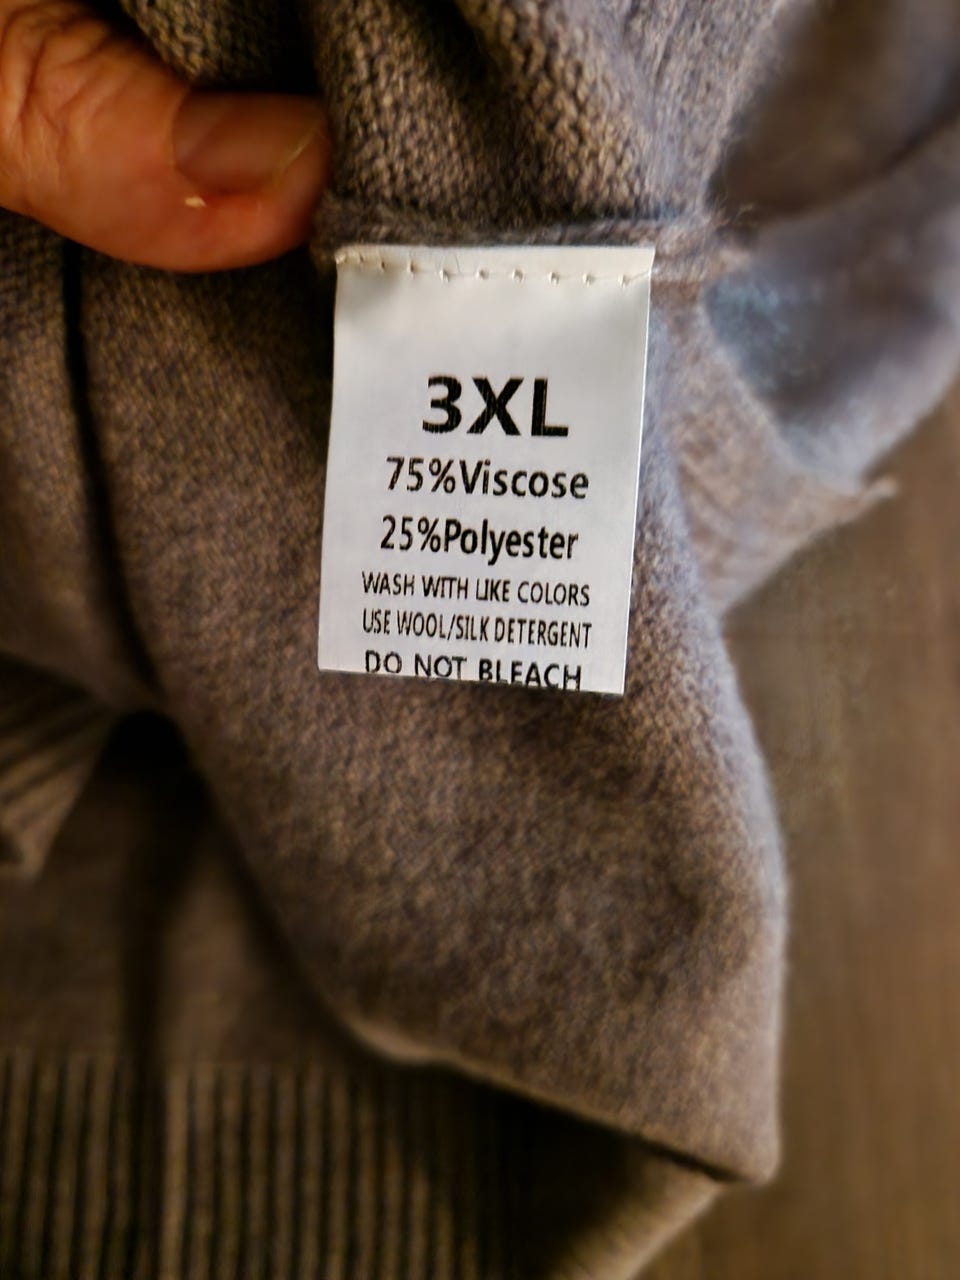 3XL
75%Viscose
25%Polyester
WASH WITH LIKE COLORS
USE WOOL/SILK DETERGENT
DO NOT BLEACH